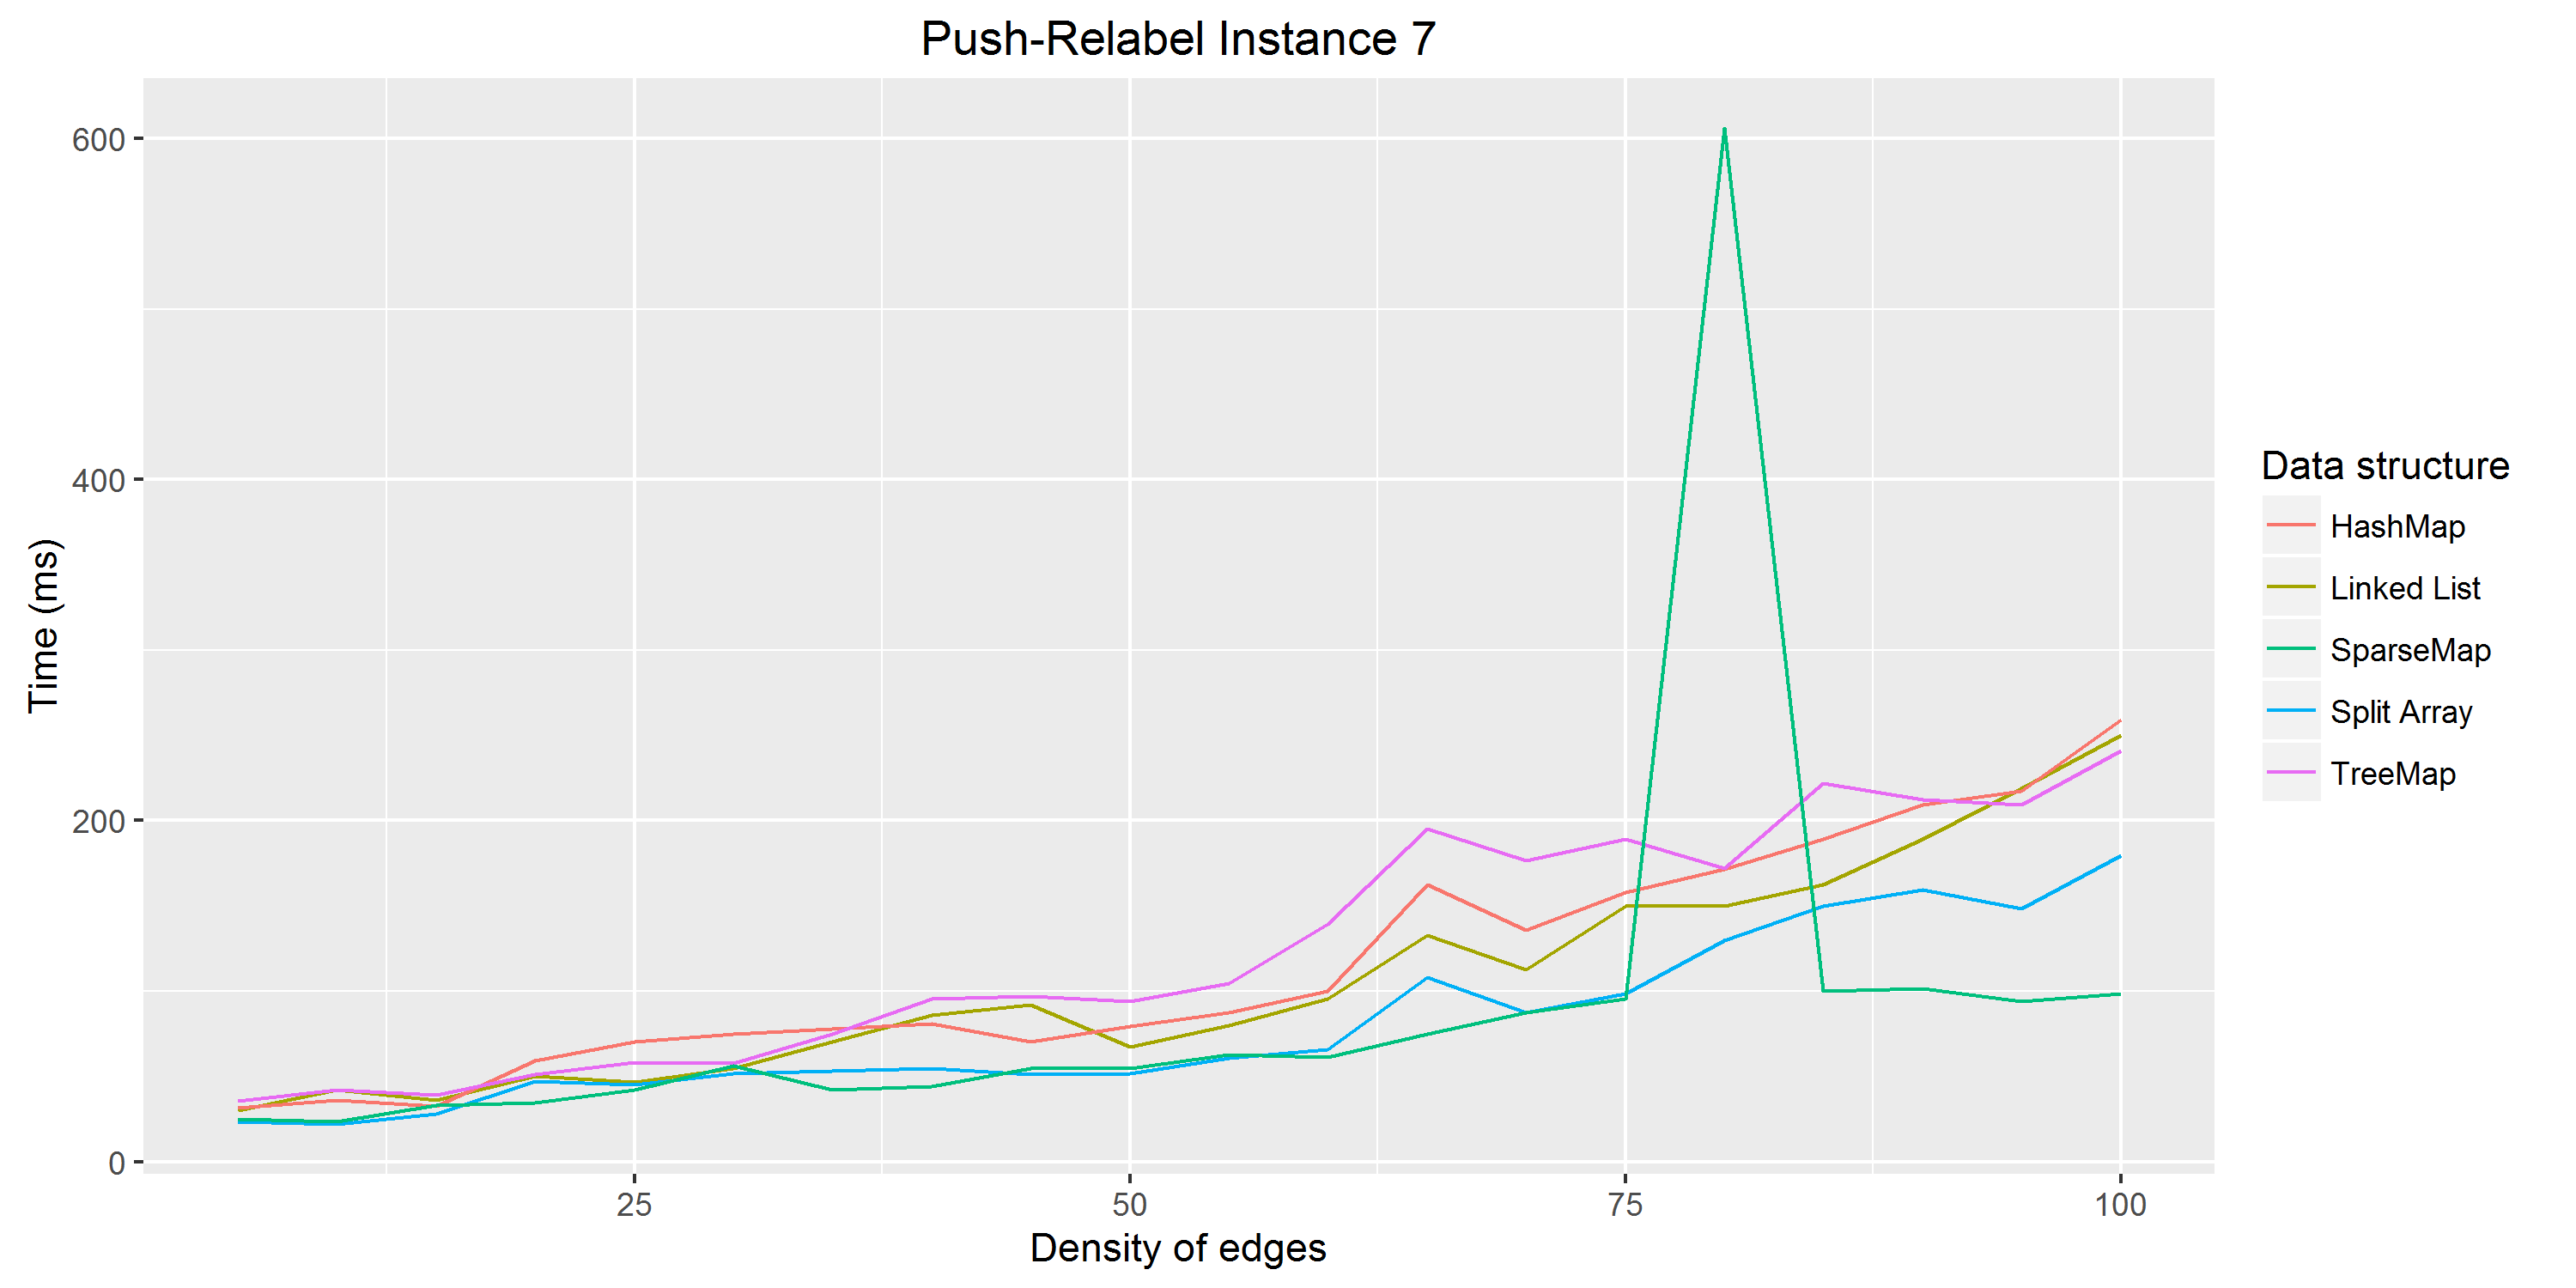 Push-Relabel Instance 7
600
400
200
0
Time (ms)
25 50 75 100
Density of edges
Data structure
HashMap
Linked List
SparseMap
Split Array
TreeMap